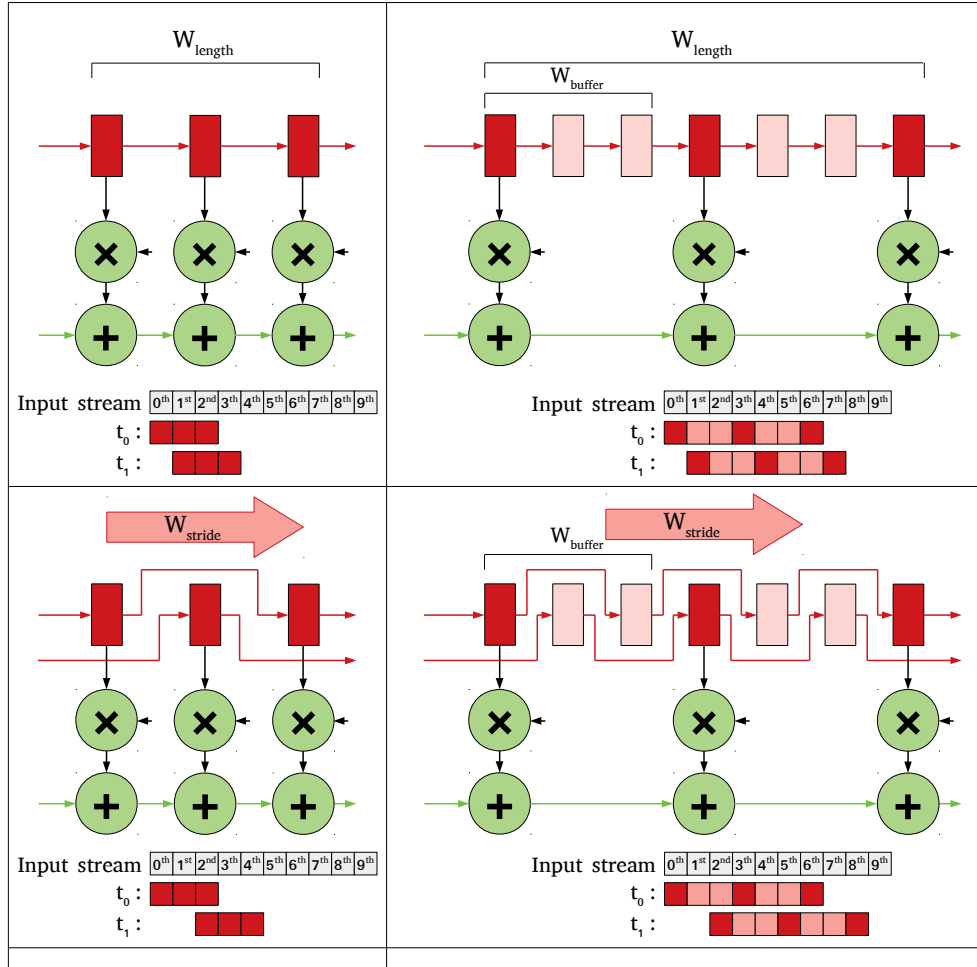 W_length
× × ×
+ + +
Input stream 0th 1st 2nd 3th 4th 5th 6th 7th 8th 9th
t0 :
t1 :
W_length
W_buffer
× × ×
+ + +
Input stream 0th 1st 2nd 3th 4th 5th 6th 7th 8th 9th
t0 :
t1 :
W_stride
× × ×
+ + +
Input stream 0th 1st 2nd 3th 4th 5th 6th 7th 8th 9th
t0 :
t1 :
W_stride
W_buffer
× × ×
+ + +
Input stream 0th 1st 2nd 3th 4th 5th 6th 7th 8th 9th
t0 :
t1 :